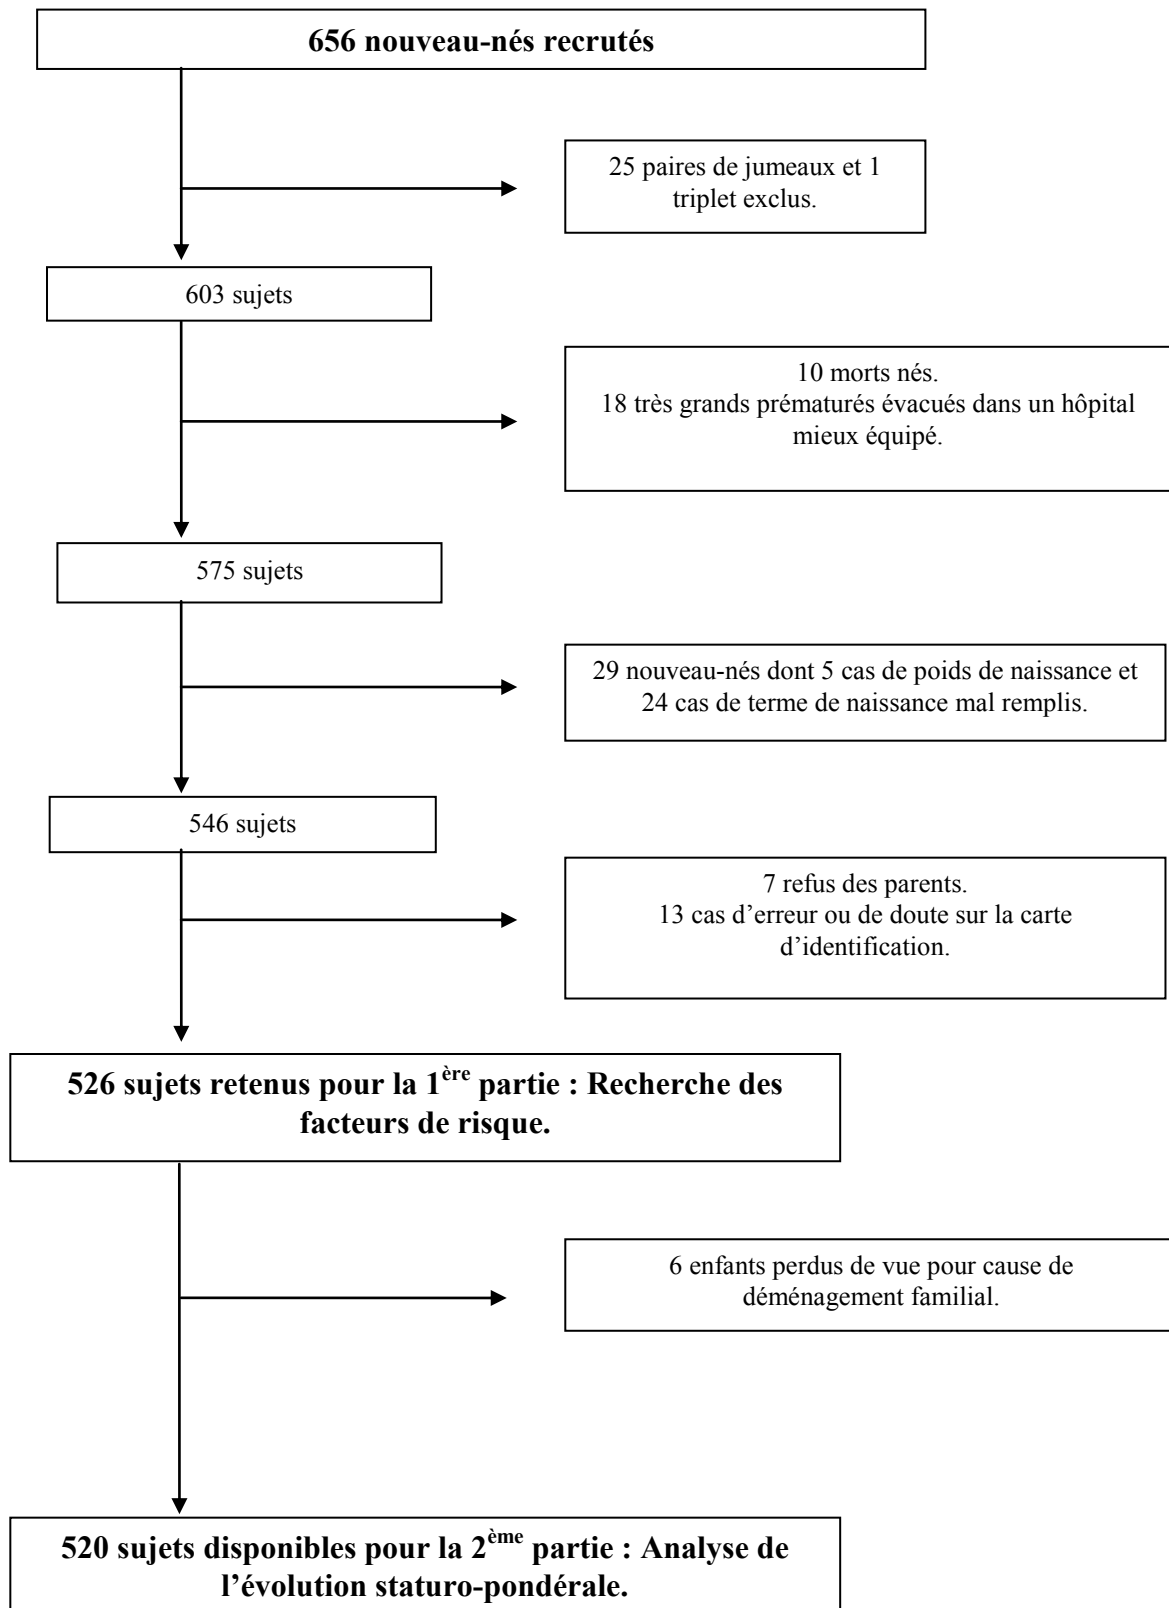 656 nouveau-nés recrutés
25 paires de jumeaux et 1
triplet exclus.
603 sujets
10 morts nés.
18 très grands prématurés évacués dans un hôpital
mieux équipé.
575 sujets
29 nouveau-nés dont 5 cas de poids de naissance et
24 cas de terme de naissance mal remplis.
546 sujets
7 refus des parents.
13 cas d’erreur ou de doute sur la carte
d’identification.
526 sujets retenus pour la 1ère partie : Recherche des
facteurs de risque.
6 enfants perdus de vue pour cause de
déménagement familial.
520 sujets disponibles pour la 2ème partie : Analyse de
l’évolution staturo-pondérale.